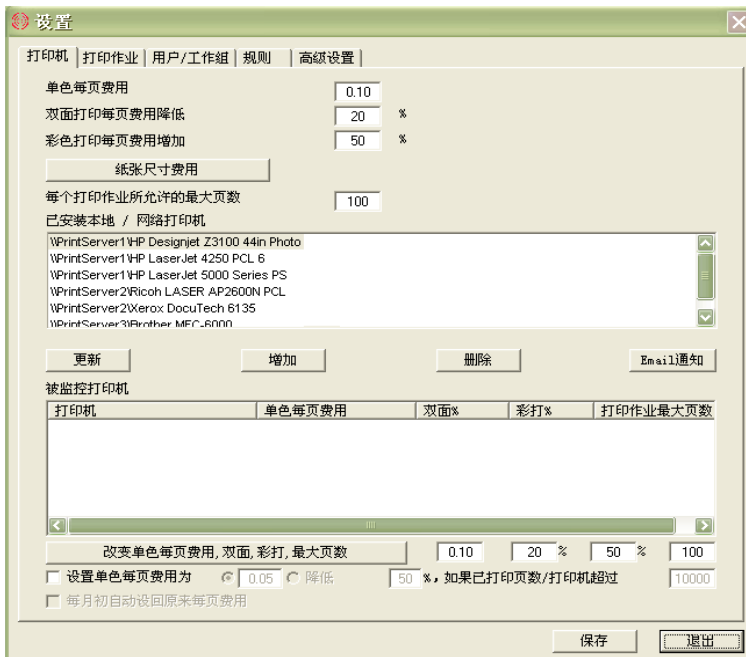 设置
打印机 打印作业 用户/工作组 规则 高级设置
单色每页费用 0.10
双面打印每页费用降低 20 %
彩色打印每页费用增加 50 %
纸张尺寸费用
每个打印作业所允许的最大页数 100
已安装本地 / 网络打印机
\\PrintServer1\HP Designjet Z3100 44in Photo
\\PrintServer1\HP LaserJet 4250 PCL 6
\\PrintServer1\HP LaserJet 5000 Series PS
\\PrintServer2\Ricoh LASER AP2600N PCL
\\PrintServer2\Xerox DocuTech 6135
\\PrintServer3\Brother MFC-6000
更新 增加 删除 Email通知
被监控打印机
打印机 单色每页费用 双面% 彩打% 打印作业最大页数
改变单色每页费用,双面,彩打,最大页数 0.10 20 % 50 % 100
设置单色每页费用为 0.05 降低 50 %,如果已打印页数/打印机超过 10000
每月初自动设回原来每页费用
保存 退出